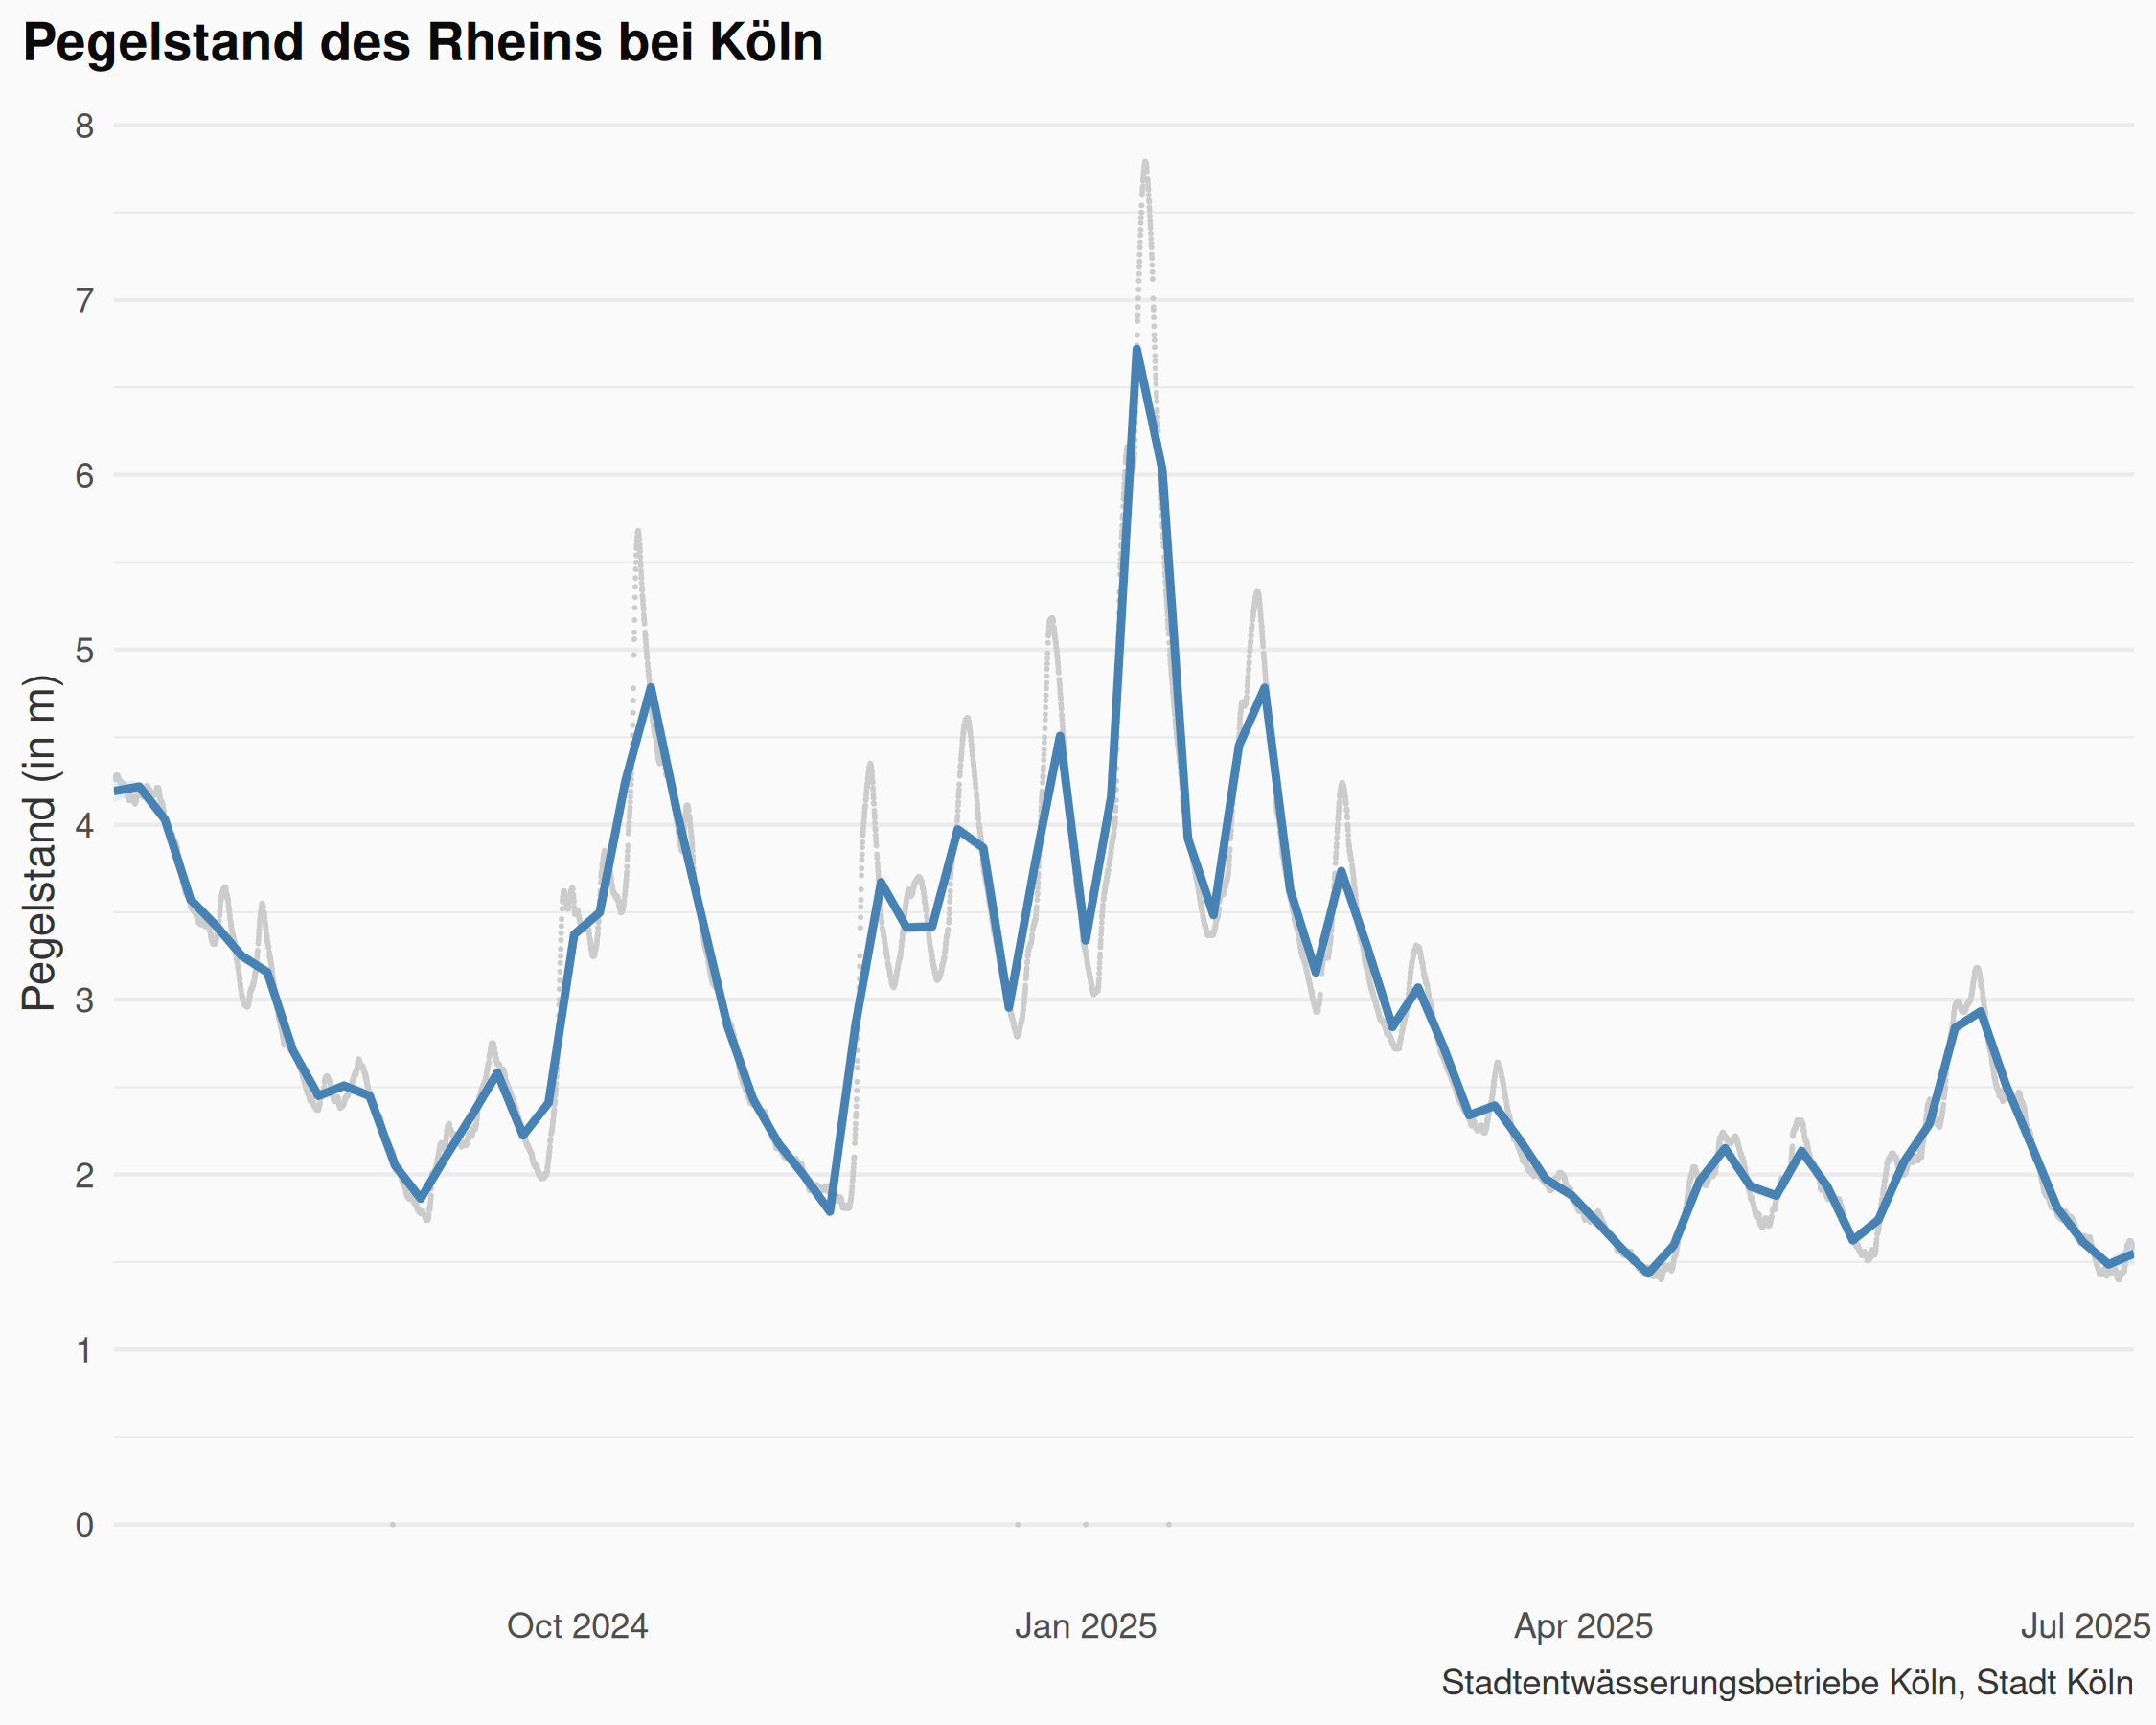 Pegelstand des Rheins bei Köln
Pegelstand (in m)
8
7
6
5
4
3
2
1
0
Oct 2024 Jan 2025 Apr 2025 Jul 2025
Stadtentwässerungsbetriebe Köln, Stadt Köln